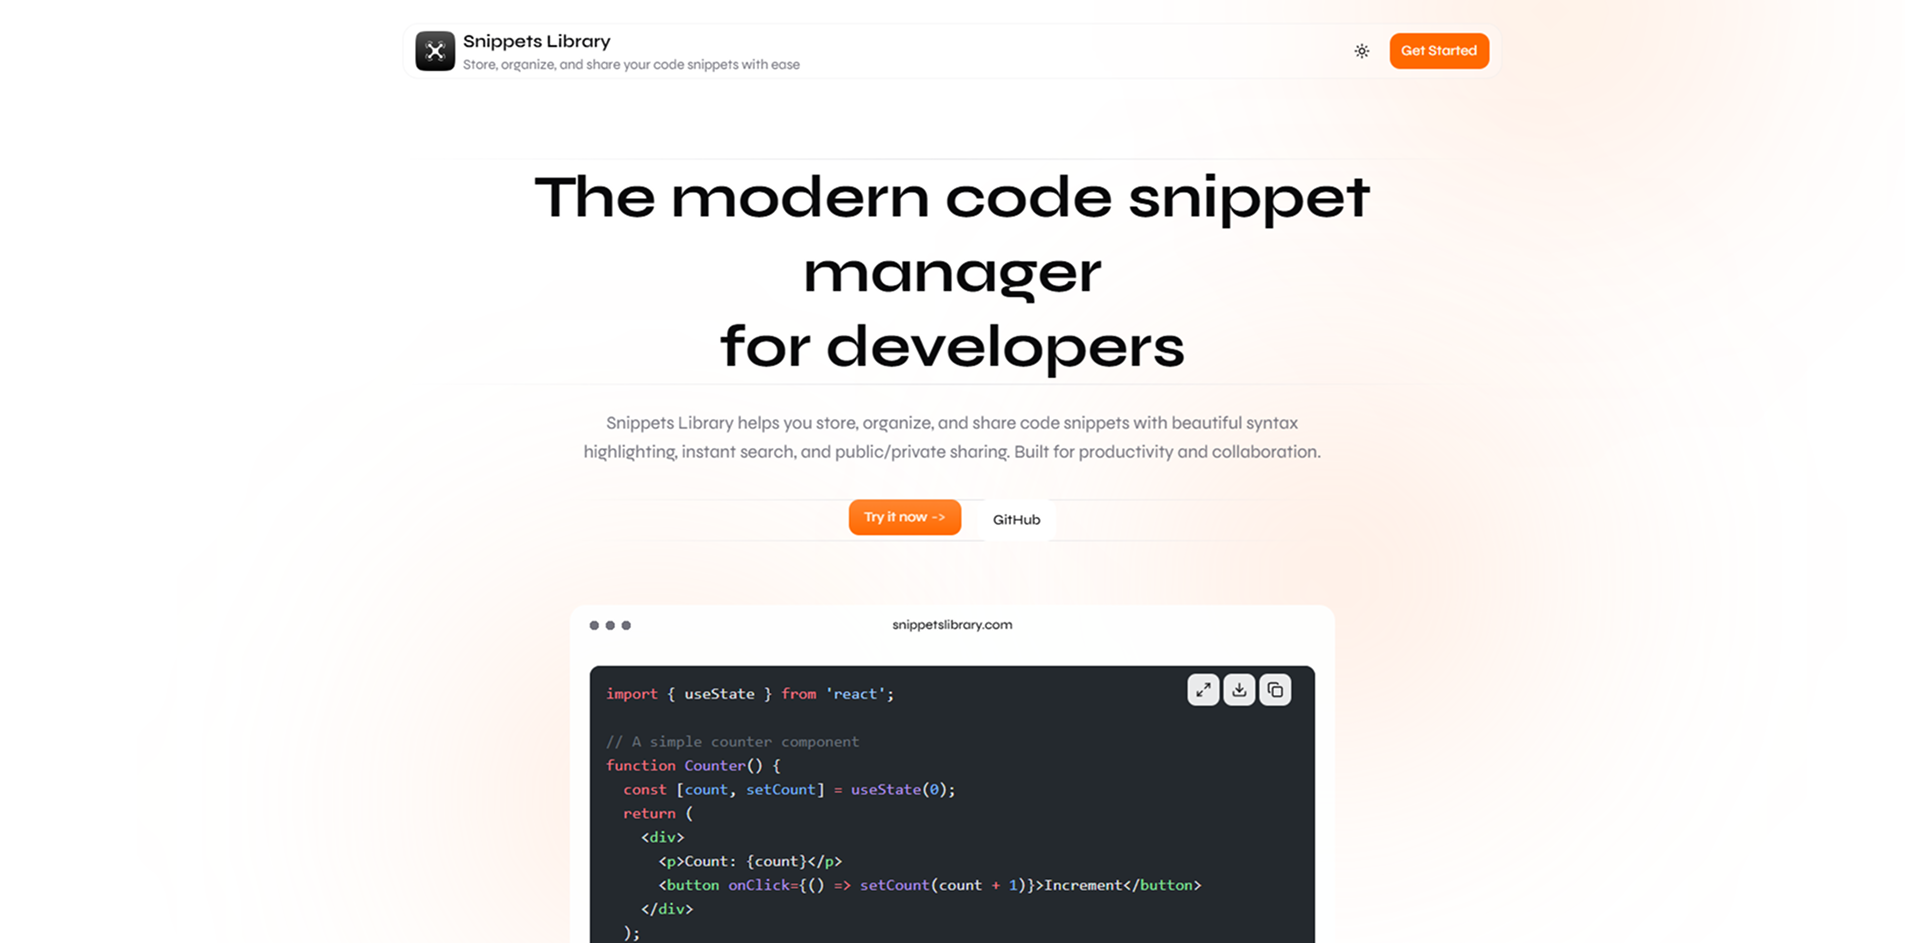 Snippets Library
Store, organize, and share your code snippets with ease
Get Started
The modern code snippet
manager
for developers
Snippets Library helps you store, organize, and share code snippets with beautiful syntax
highlighting, instant search, and public/private sharing. Built for productivity and collaboration.
Try it now ->
GitHub
snippetslibrary.com
import { useState } from 'react';
// A simple counter component
function Counter() {
  const [count, setCount] = useState(0);
  return (
    <div>
      <p>Count: {count}</p>
      <button onClick={() => setCount(count + 1)}>Increment</button>
    </div>
  );